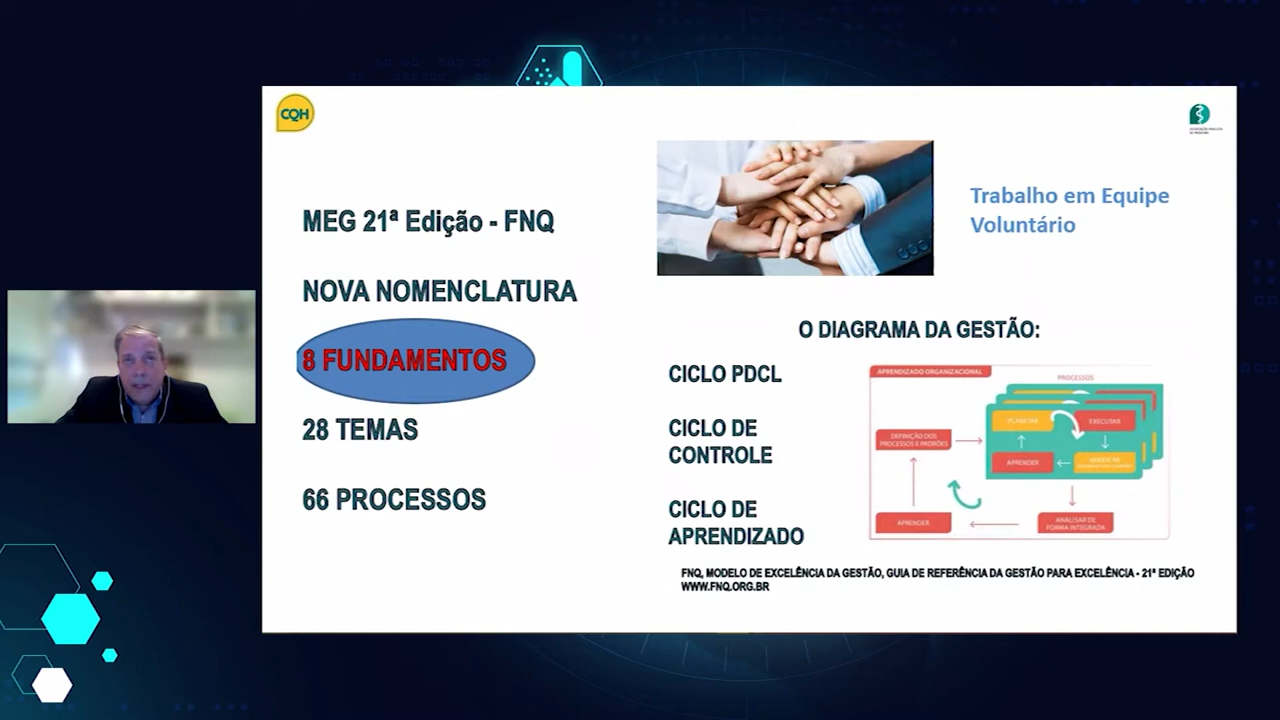 CQH
MEG 21ª Edição - FNQ
NOVA NOMENCLATURA
8 FUNDAMENTOS
28 TEMAS
66 PROCESSOS
Trabalho em Equipe
Voluntário
O DIAGRAMA DA GESTÃO:
CICLO PDCL
CICLO DE
CONTROLE
CICLO DE
APRENDIZADO
APRENDIZADO ORGANIZACIONAL
PROCESSOS
PLANEJAR
EXECUTAR
DEFINIÇÃO DOS
PROCESSOS E PADRÕES
APRENDER
VERIFICAR
APRENDER
ANALISAR DE
FORMA INTEGRADA
FNQ, MODELO DE EXCELÊNCIA DA GESTÃO, GUIA DE REFERÊNCIA DA GESTÃO PARA EXCELÊNCIA - 21ª EDIÇÃO
WWW.FNQ.ORG.BR